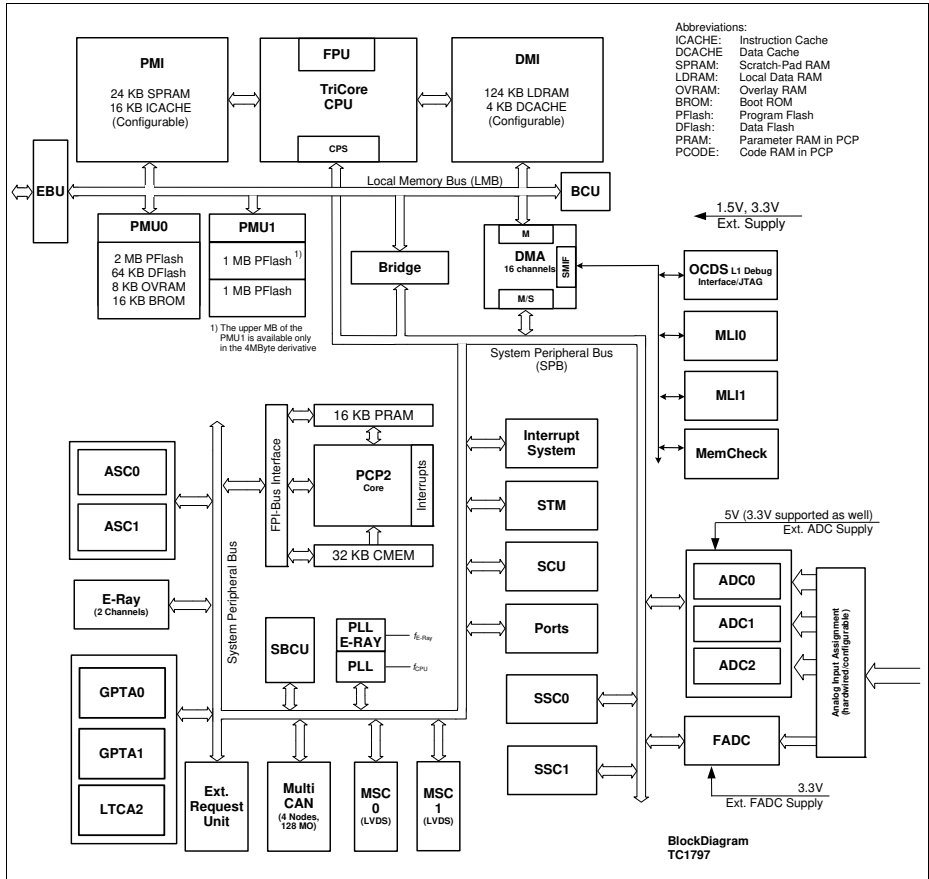 Abbreviations:
ICACHE: Instruction Cache
DCACHE Data Cache
SPRAM: Scratch-Pad RAM
LDRAM: Local Data RAM
OVRAM: Overlay RAM
BROM: Boot ROM
PFlash: Program Flash
DFlash: Data Flash
PRAM: Parameter RAM in PCP
PCODE: Code RAM in PCP
PMI
24 KB SPRAM
16 KB ICACHE
(Configurable)
FPU
TriCore
CPU
CPS
DMI
124 KB LDRAM
4 KB DCACHE
(Configurable)
EBU
Local Memory Bus (LMB)
BCU
1.5V, 3.3V
Ext. Supply
PMU0
2 MB PFlash
64 KB DFlash
8 KB OVRAM
16 KB BROM
PMU1
1 MB PFlash 1)
1 MB PFlash
1) The upper MB of the
PMU1 is available only
in the 4MByte derivative
Bridge
M
DMA
16 channels
SMIF
M/S
OCDS L1 Debug
Interface/JTAG
MLI0
MLI1
MemCheck
System Peripheral Bus
(SPB)
FPI-Bus Interface
16 KB PRAM
PCP2
Core
Interrupts
32 KB CMEM
Interrupt
System
STM
SCU
Ports
SSC0
SSC1
ASC0
ASC1
E-Ray
(2 Channels)
System Peripheral Bus
GPTA0
GPTA1
LTCA2
SBCU
PLL
E-RAY
fE-Ray
PLL
fCPU
Ext.
Request
Unit
Multi
CAN
(4 Nodes,
128 MO)
MSC
0
(LVDS)
MSC
1
(LVDS)
5V (3.3V supported as well)
Ext. ADC Supply
ADC0
ADC1
ADC2
Analog Input Assignment
(hardwired/configurable)
FADC
3.3V
Ext. FADC Supply
BlockDiagram
TC1797